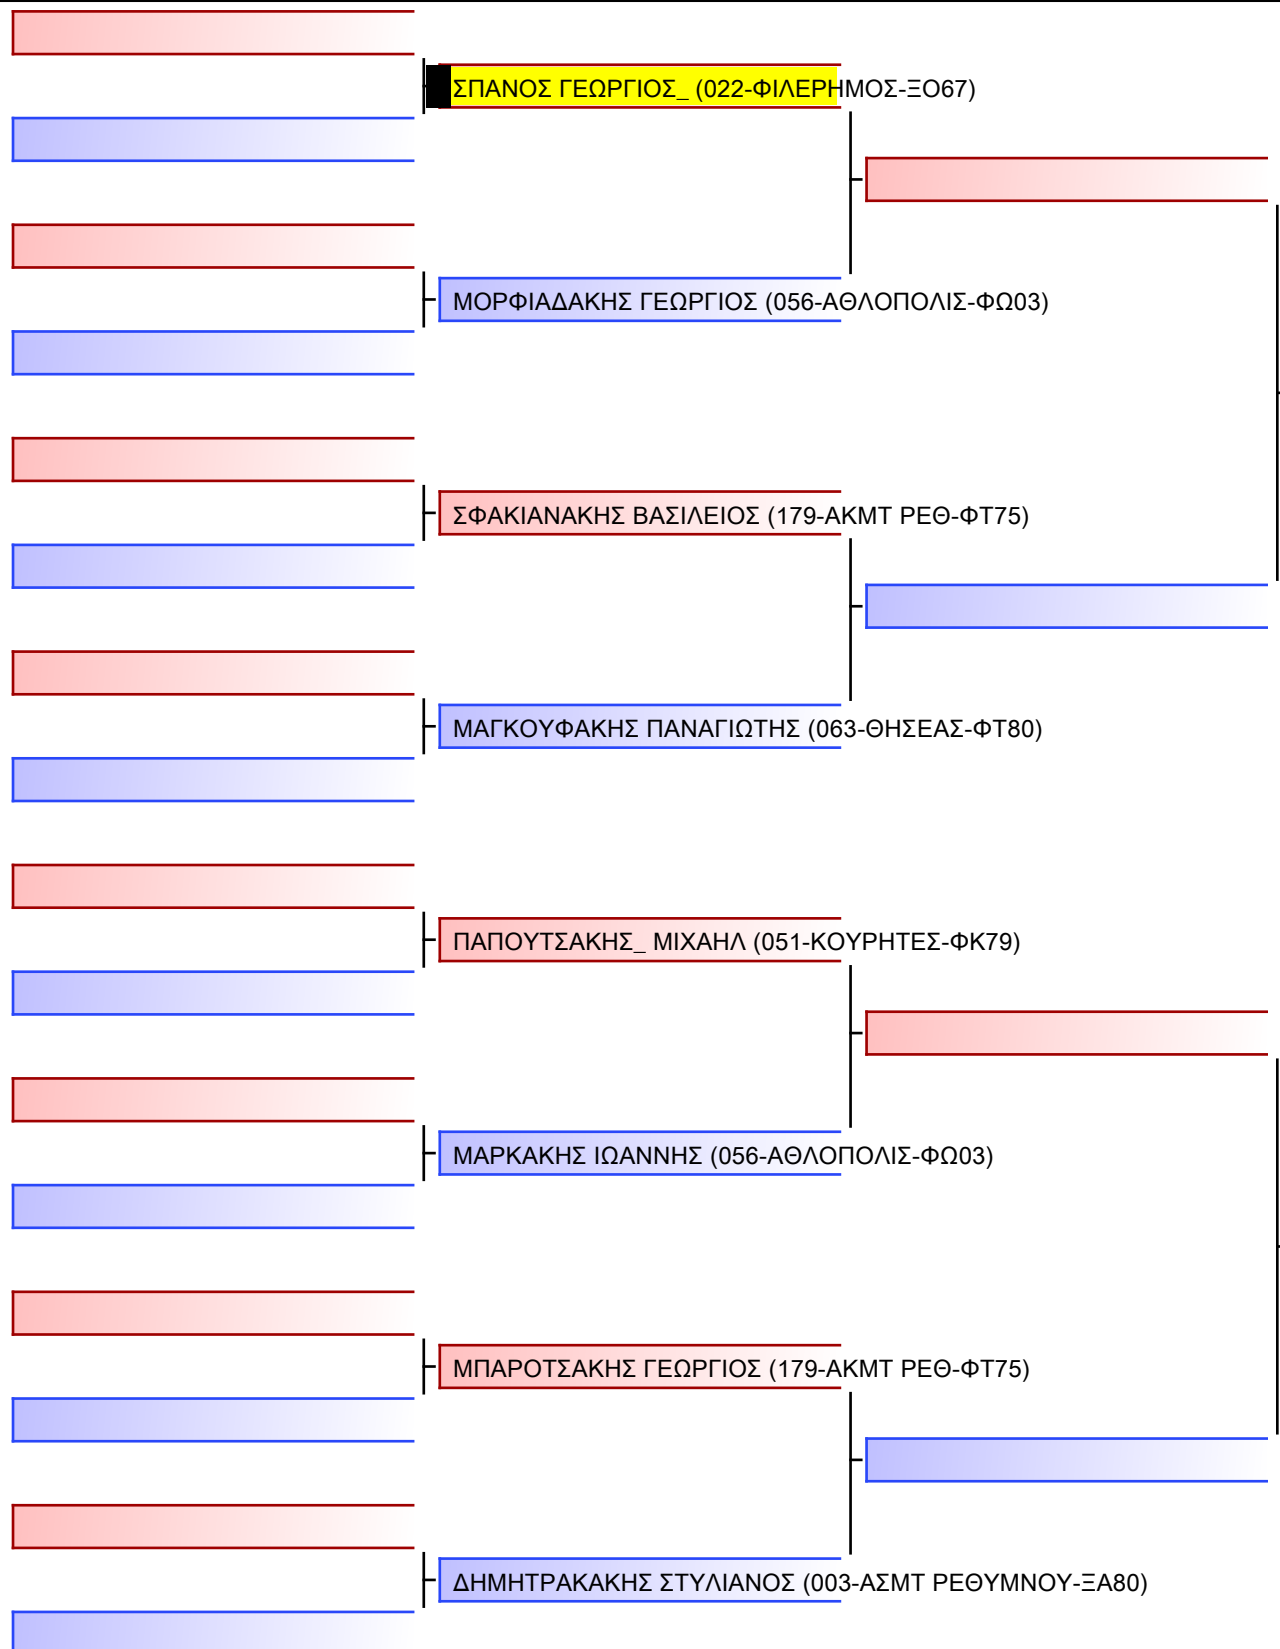 ΣΠΑΝΟΣ ΓΕΩΡΓΙΟΣ_ (022-ΦΙΛΕΡΗΜΟΣ-ΞΟ67)
ΜΟΡΦΙΑΔΑΚΗΣ ΓΕΩΡΓΙΟΣ (056-ΑΘΛΟΠΟΛΙΣ-ΦΩ03)
ΣΦΑΚΙΑΝΑΚΗΣ ΒΑΣΙΛΕΙΟΣ (179-ΑΚΜΤ ΡΕΘ-ΦΤ75)
ΜΑΓΚΟΥΦΑΚΗΣ ΠΑΝΑΓΙΩΤΗΣ (063-ΘΗΣΕΑΣ-ΦΤ80)
ΠΑΠΟΥΤΣΑΚΗΣ_ ΜΙΧΑΗΛ (051-ΚΟΥΡΗΤΕΣ-ΦΚ79)
ΜΑΡΚΑΚΗΣ ΙΩΑΝΝΗΣ (056-ΑΘΛΟΠΟΛΙΣ-ΦΩ03)
ΜΠΑΡΟΤΣΑΚΗΣ ΓΕΩΡΓΙΟΣ (179-ΑΚΜΤ ΡΕΘ-ΦΤ75)
ΔΗΜΗΤΡΑΚΑΚΗΣ ΣΤΥΛΙΑΝΟΣ (003-ΑΣΜΤ ΡΕΘΥΜΝΟΥ-ΞΑ80)